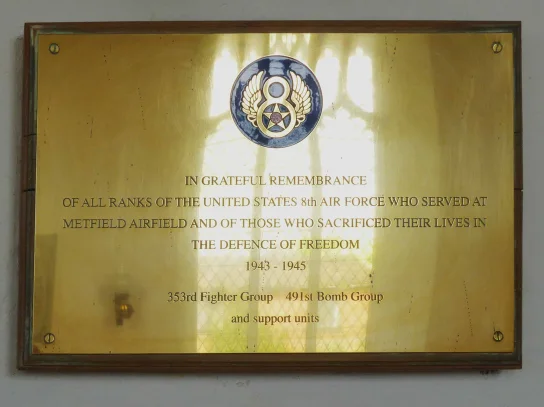 IN GRATEFUL REMEMBRANCE
OF ALL RANKS OF THE UNITED STATES 8th AIR FORCE WHO SERVED AT
METFIELD AIRFIELD AND OF THOSE WHO SACRIFICED THEIR LIVES IN
THE DEFENCE OF FREEDOM
1943 - 1945
353rd Fighter Group 491st Bomb Group
and support units